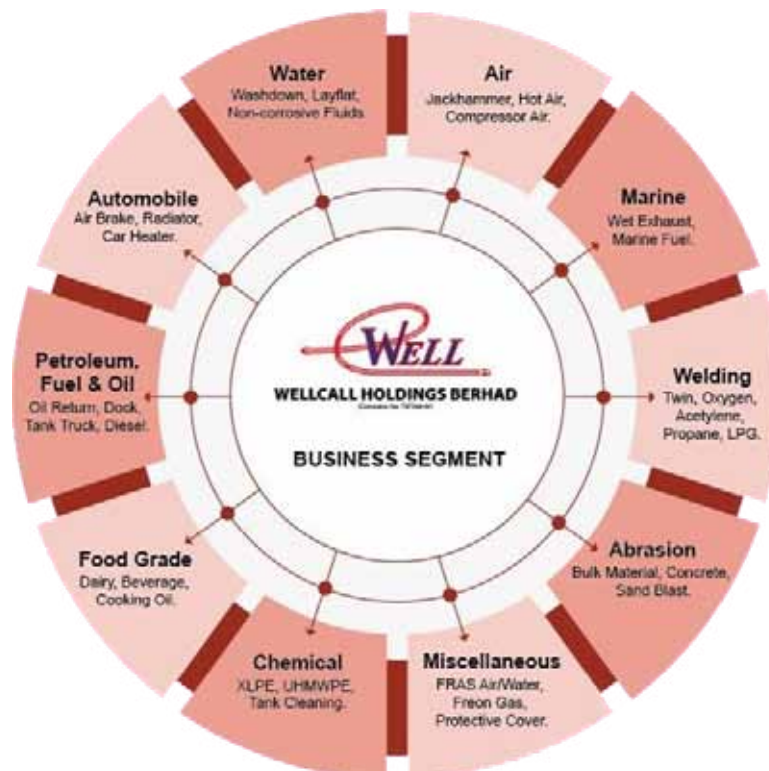 Water
Washdown, Layflat,
Non-corrosive Fluids.
Air
Jackhammer, Hot Air,
Compressor Air.
Marine
Wet Exhaust,
Marine Fuel.
Welding
Twin, Oxygen,
Acetylene,
Propane, LPG.
Abrasion
Bulk Material, Concrete,
Sand Blast.
Miscellaneous
FRAS Air/Water,
Freon Gas,
Protective Cover.
Chemical
XLPE, UHMWPE,
Tank Cleaning.
Food Grade
Dairy, Beverage,
Cooking Oil.
Petroleum,
Fuel & Oil
Oil Return, Dock,
Tank Truck, Diesel.
Automobile
Air Brake, Radiator,
Car Heater.
WELL
WELLCALL HOLDINGS BERHAD
BUSINESS SEGMENT